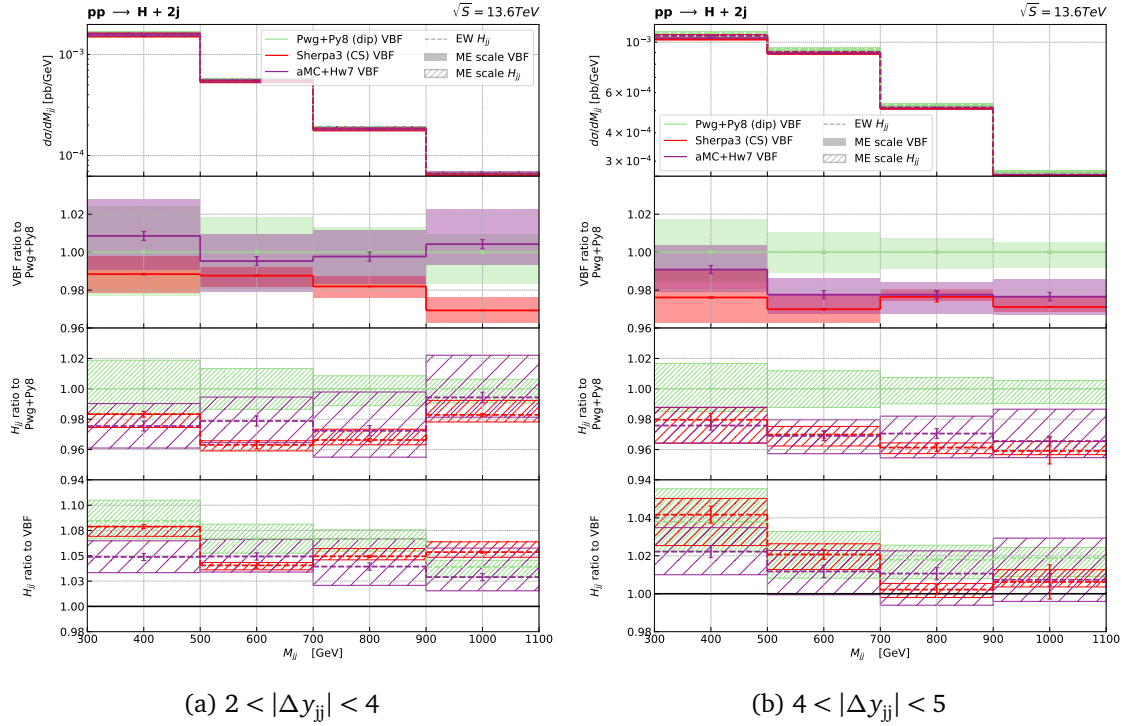 pp → H + 2j
√S = 13.6TeV
dσ/dM_jj [pb/GeV]
10⁻³
10⁻⁴
Pwg+Py8 (dip) VBF
Sherpa3 (CS) VBF
aMC+Hw7 VBF
EW H_jj
ME scale VBF
ME scale H_jj
VBF ratio to
Pwg+Py8
1.02
1.00
0.98
0.96
H_jj ratio to
Pwg+Py8
1.02
1.00
0.98
0.96
0.94
H_jj ratio to VBF
1.10
1.08
1.05
1.03
1.00
0.98
300 400 500 600 700 800 900 1000 1100
M_jj [GeV]
(a) 2 < |Δy_jj| < 4
pp → H + 2j
√S = 13.6TeV
dσ/dM_jj [pb/GeV]
10⁻³
6 × 10⁻⁴
4 × 10⁻⁴
3 × 10⁻⁴
Pwg+Py8 (dip) VBF
Sherpa3 (CS) VBF
aMC+Hw7 VBF
EW H_jj
ME scale VBF
ME scale H_jj
VBF ratio to
Pwg+Py8
1.02
1.00
0.98
0.96
H_jj ratio to
Pwg+Py8
1.02
1.00
0.98
0.96
0.94
H_jj ratio to VBF
1.04
1.02
1.00
0.98
300 400 500 600 700 800 900 1000 1100
M_jj [GeV]
(b) 4 < |Δy_jj| < 5